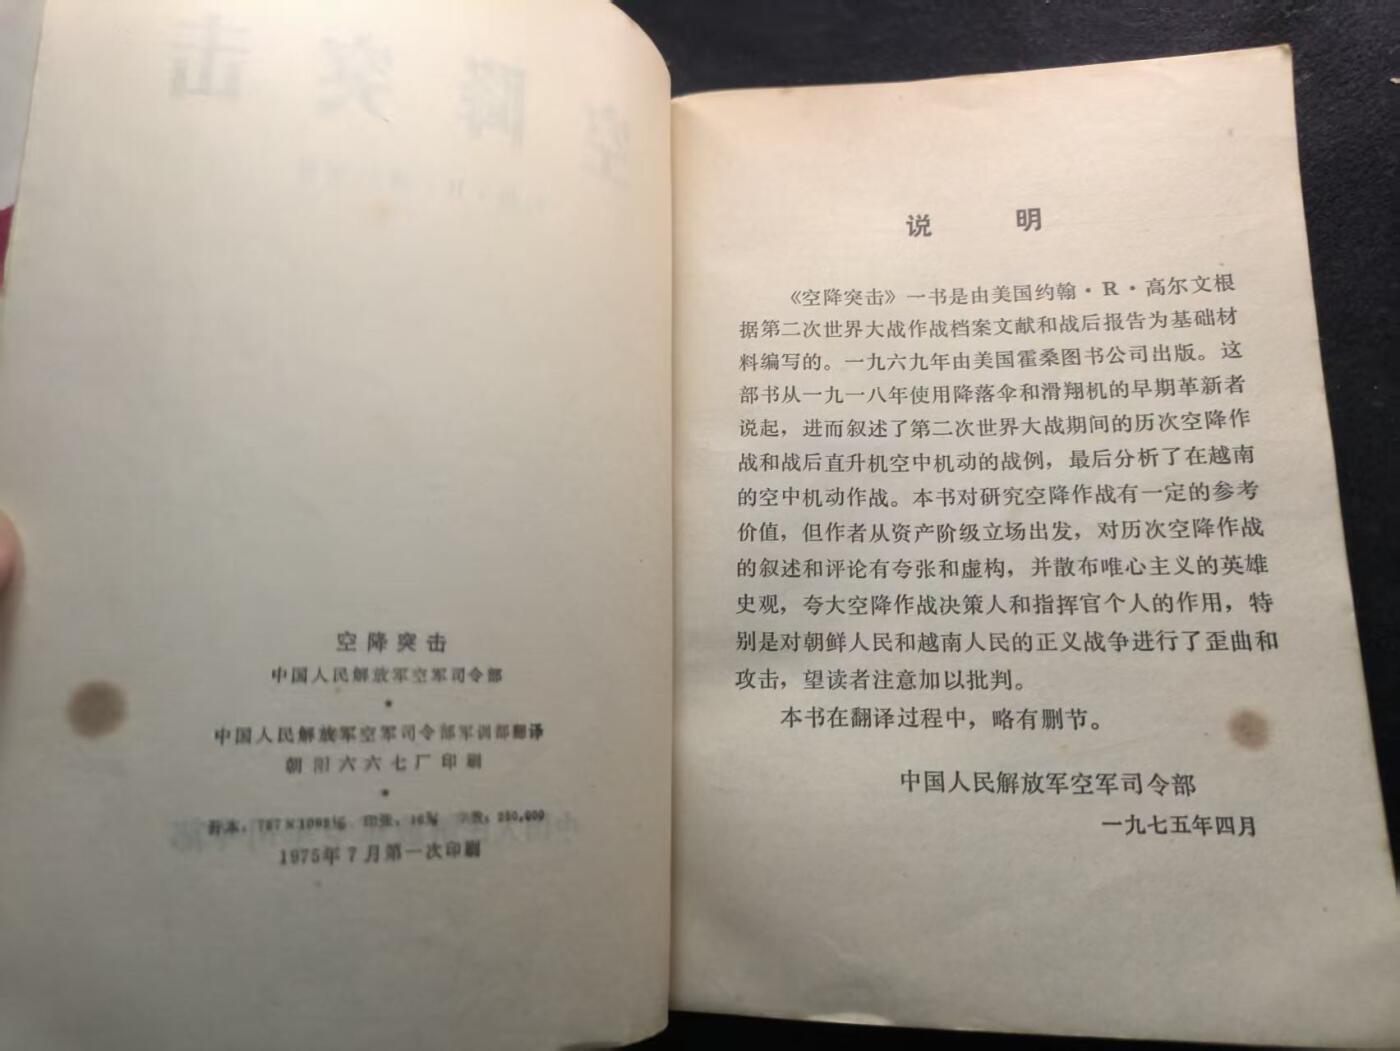 空降突击
中国人民解放军空军司令部
中国人民解放军空军司令部军训部翻译
朝阳六六七厂印刷
开本：787×1092 印张：16 字数：250,000
1975年7月第一次印刷
说 明
《空降突击》一书是由美国约翰·R·高尔文根
据第二次世界大战作战档案文献和战后报告为基础材
料编写的。一九六九年由美国霍桑图书公司出版。这
部书从一九一八年使用降落伞和滑翔机的早期革新者
说起，进而叙述了第二次世界大战期间的历次空降作
战和战后直升机空中机动的战例，最后分析了在越南
的空中机动作战。本书对研究空降作战有一定的参考
价值，但作者从资产阶级立场出发，对历次空降作战
的叙述和评论有夸张和虚构，并散布唯心主义的英雄
史观，夸大空降作战决策人和指挥官个人的作用，特
别是对朝鲜人民和越南人民的正义战争进行了歪曲和
攻击，望读者注意加以批判。
本书在翻译过程中，略有删节。
中国人民解放军空军司令部
一九七五年四月